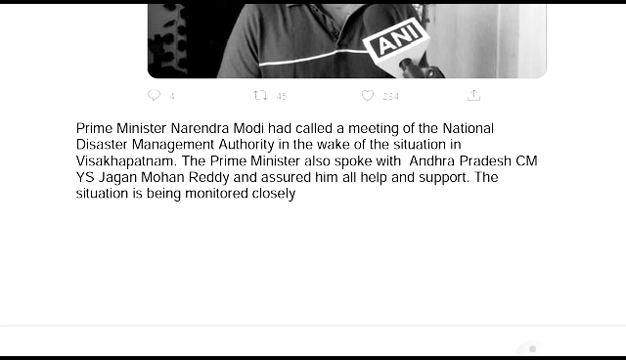 ANI
4 45 234
Prime Minister Narendra Modi had called a meeting of the National
Disaster Management Authority in the wake of the situation in
Visakhapatnam. The Prime Minister also spoke with  Andhra Pradesh CM
YS Jagan Mohan Reddy and assured him all help and support. The
situation is being monitored closely